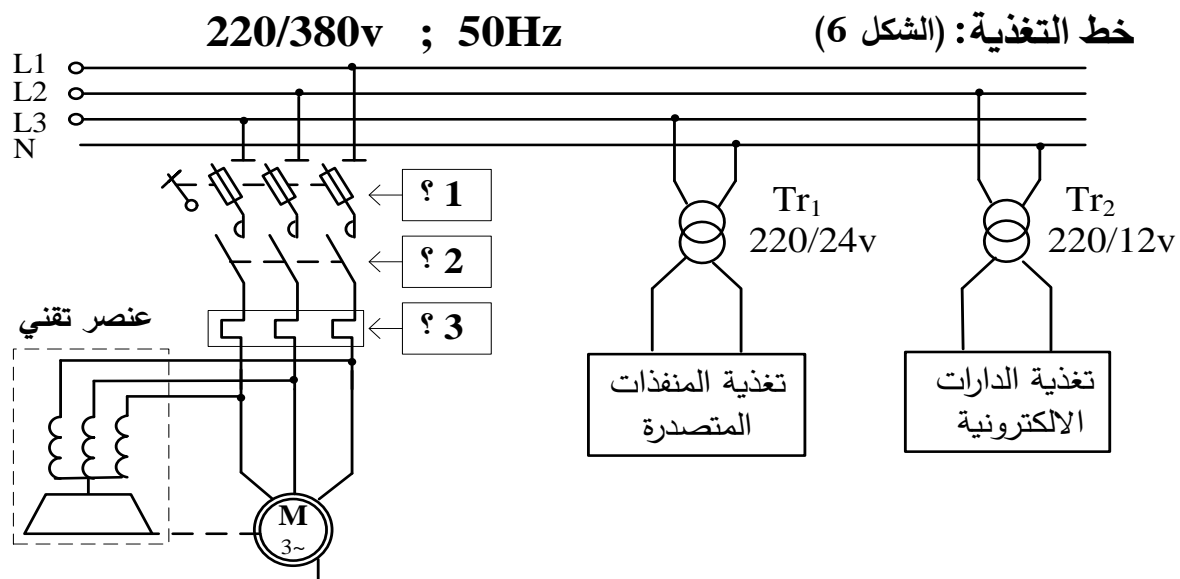 خط التغذية: (الشكل 6)
220/380v ; 50Hz
L1
L2
L3
N
1 ؟
2 ؟
3 ؟
Tr₁
220/24v
Tr₂
220/12v
عنصر تقني
تغذية المنفذات
المتصدرة
تغذية الدارات
الالكترونية
M
3~